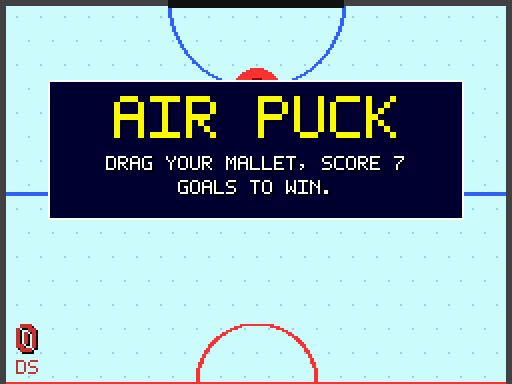 AIR PUCK
DRAG YOUR MALLET, SCORE 7
GOALS TO WIN.
0
DS